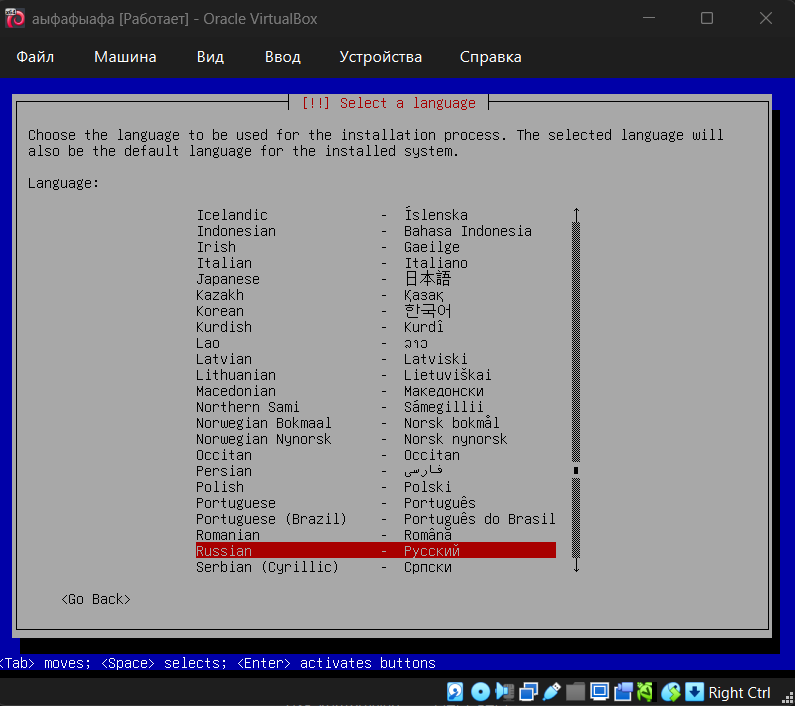 аыфафыафа [Работает] - Oracle VirtualBox
Файл Машина Вид Ввод Устройства Справка
[!!] Select a language
Choose the language to be used for the installation process. The selected language will
also be the default language for the installed system.
Language:
Icelandic - Íslenska
Indonesian - Bahasa Indonesia
Irish - Gaeilge
Italian - Italiano
Japanese - 日本語
Kazakh - Қазақ
Korean - 한국어
Kurdish - Kurdî
Lao - ລາວ
Latvian - Latviski
Lithuanian - Lietuviškai
Macedonian - Македонски
Northern Sami - Sámegillii
Norwegian Bokmaal - Norsk bokmål
Norwegian Nynorsk - Norsk nynorsk
Occitan - Occitan
Persian - فارسی
Polish - Polski
Portuguese - Português
Portuguese (Brazil) - Português do Brasil
Romanian - Română
Russian - Русский
Serbian (Cyrillic) - Српски
<Go Back>
<Tab> moves; <Space> selects; <Enter> activates buttons
Right Ctrl